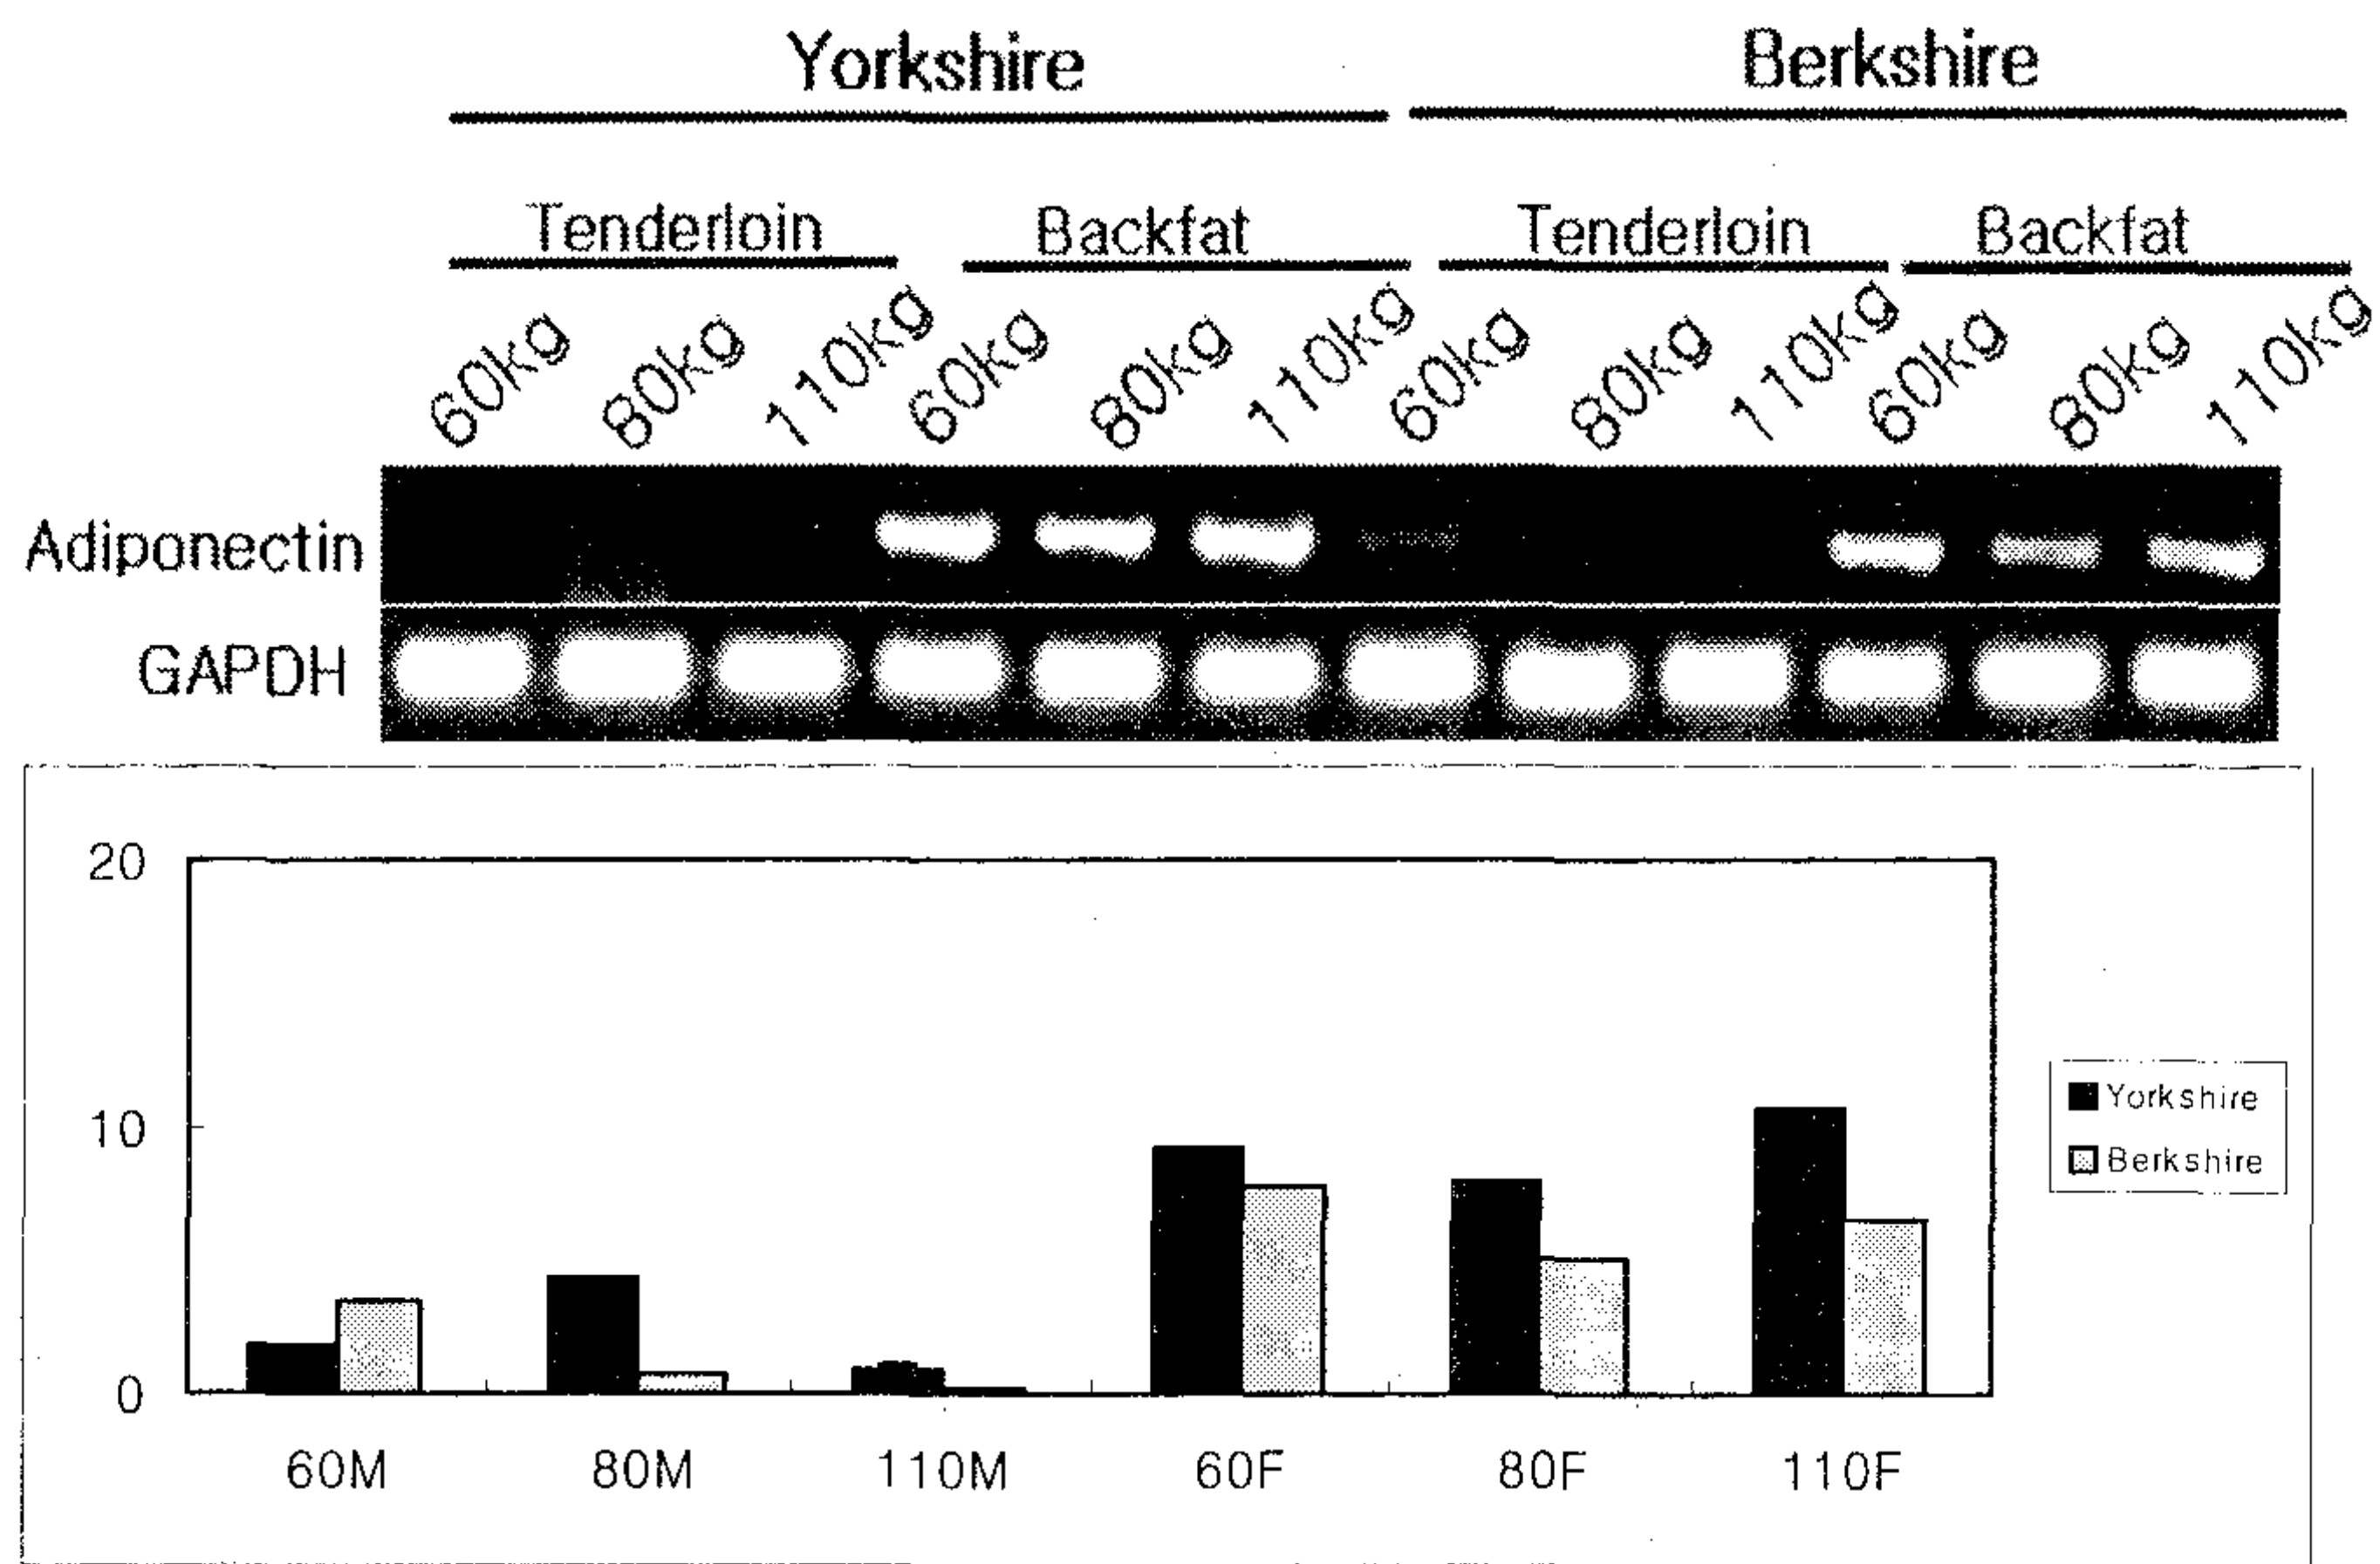 Yorkshire Berkshire
Tenderloin Backfat Tenderloin Backfat
60kg 80kg 110kg 60kg 80kg 110kg 60kg 80kg 110kg 60kg 80kg 110kg
Adiponectin
GAPDH
20
10
0
60M 80M 110M 60F 80F 110F
Yorkshire
Berkshire